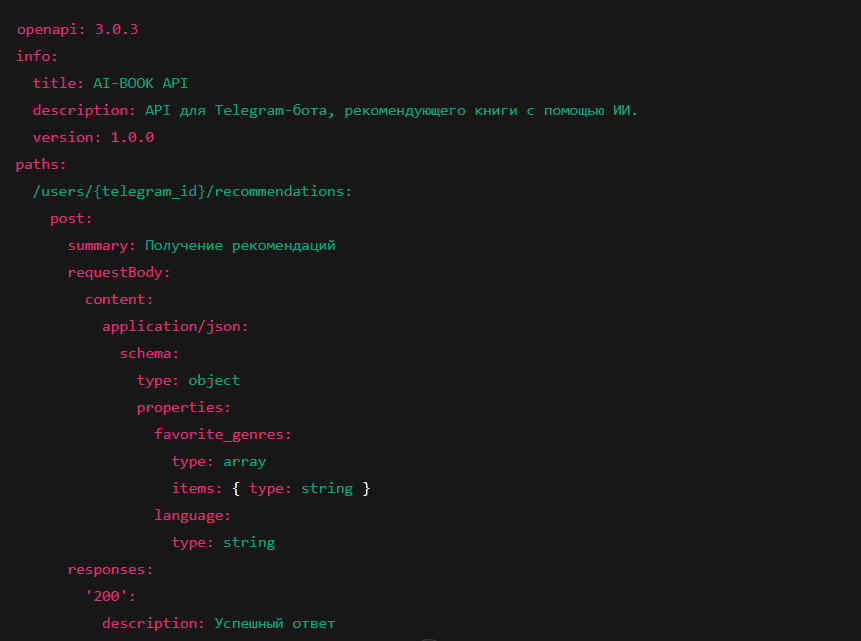 openapi: 3.0.3
info:
  title: AI-BOOK API
  description: API для Telegram-бота, рекомендующего книги с помощью ИИ.
  version: 1.0.0
paths:
  /users/{telegram_id}/recommendations:
    post:
      summary: Получение рекомендаций
      requestBody:
        content:
          application/json:
            schema:
              type: object
              properties:
                favorite_genres:
                  type: array
                  items: { type: string }
                language:
                  type: string
      responses:
        '200':
          description: Успешный ответ